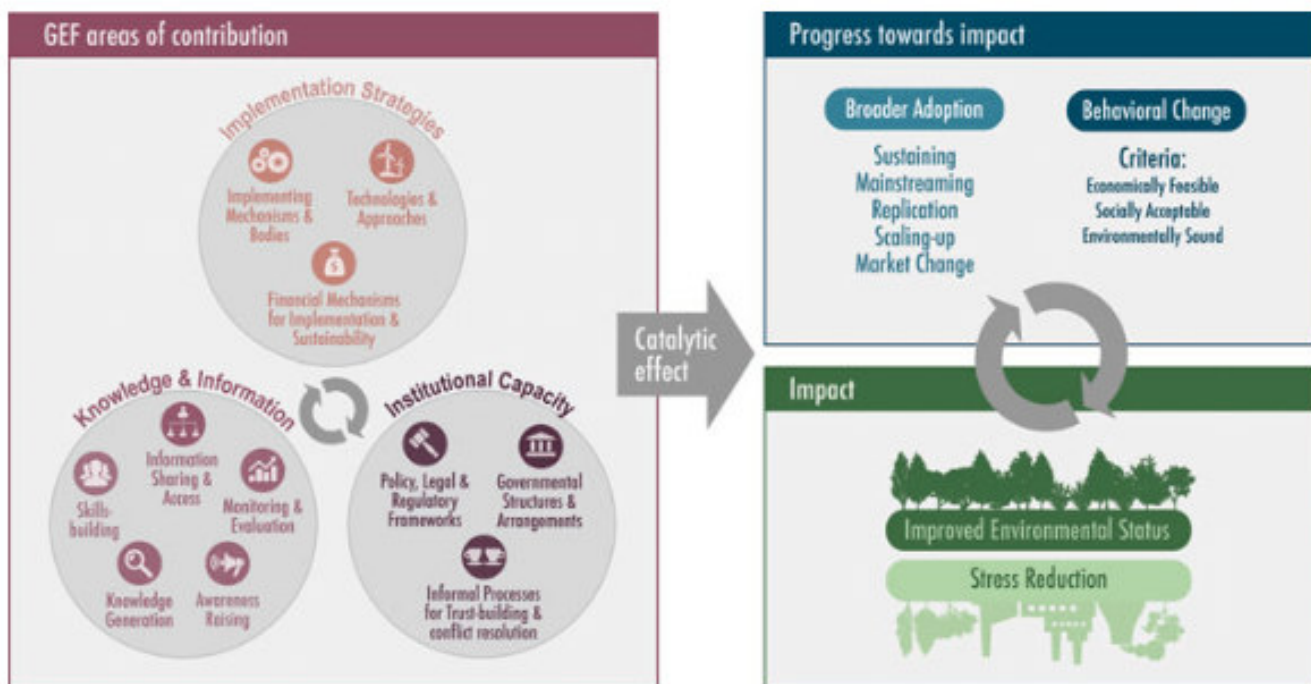 GEF areas of contribution
Implementation Strategies
Implementing
Mechanisms &
Bodies
Technologies &
Approaches
Financial Mechanisms
for Implementation &
Sustainability
Knowledge & Information
Information
Sharing &
Access
Skills-
building
Monitoring &
Evaluation
Knowledge
Generation
Awareness
Raising
Institutional Capacity
Policy, Legal &
Regulatory
Frameworks
Governmental
Structures &
Arrangements
Informal Processes
for Trust-building &
conflict resolution
Catalytic
effect
Progress towards impact
Broader Adoption
Sustaining
Mainstreaming
Replication
Scaling-up
Market Change
Behavioral Change
Criteria:
Economically Feasible
Socially Acceptable
Environmentally Sound
Impact
Improved Environmental Status
Stress Reduction